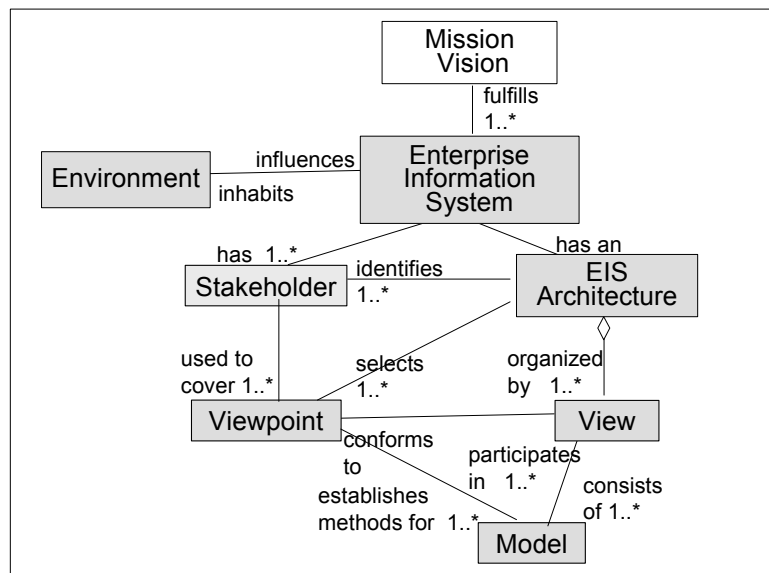 Mission
Vision
fulfills
1..*
Environment
influences
inhabits
Enterprise
Information
System
has 1..*
has an
Stakeholder
identifies
1..*
EIS
Architecture
used to
cover 1..*
selects
1..*
organized
by 1..*
Viewpoint
View
conforms
to
participates
in 1..*
establishes
methods for 1..*
consists
of 1..*
Model